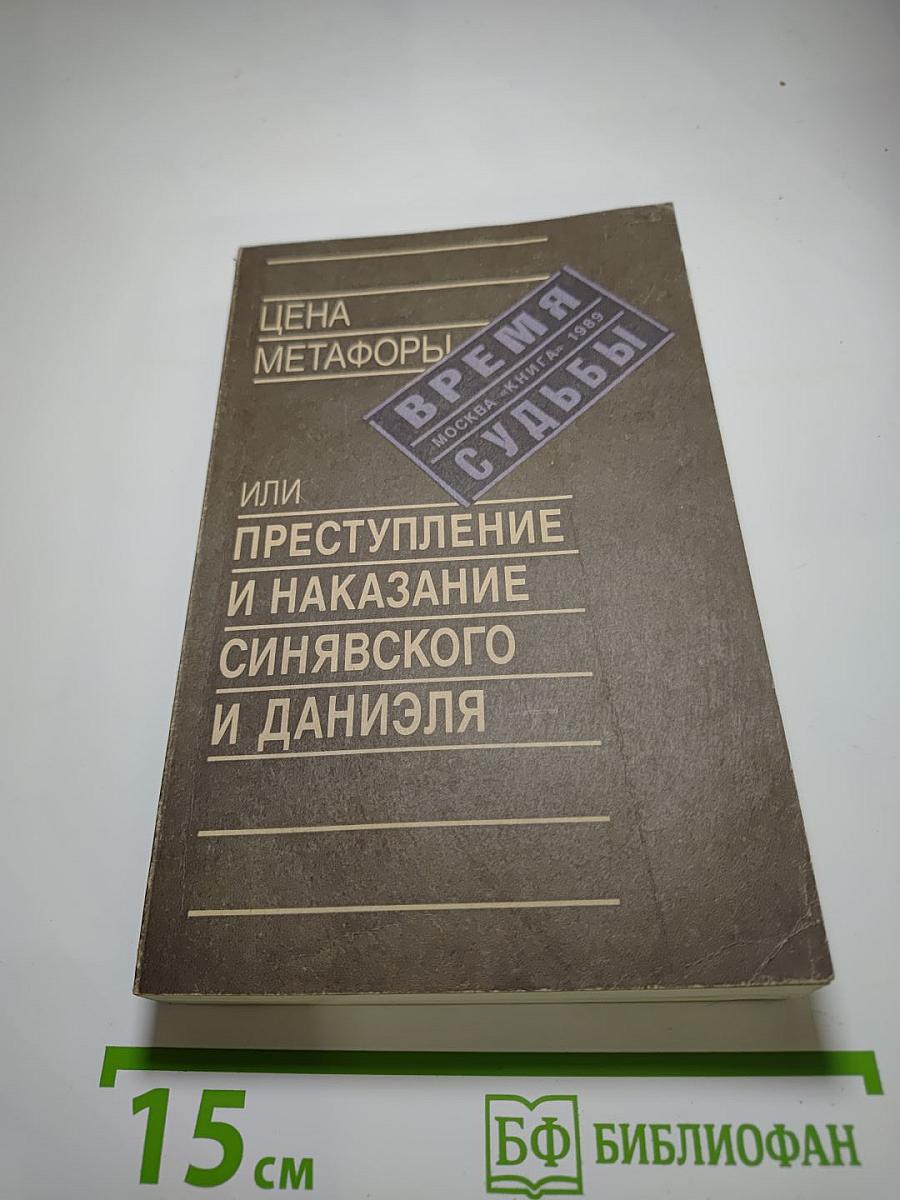 ЦЕНА
МЕТАФОРЫ
ВРЕМЯ
МОСКВА «КНИГА» 1989
СУДЬБЫ
ИЛИ
ПРЕСТУПЛЕНИЕ
И НАКАЗАНИЕ
СИНЯВСКОГО
И ДАНИЭЛЯ
15 см
БФ БИБЛИОФАН